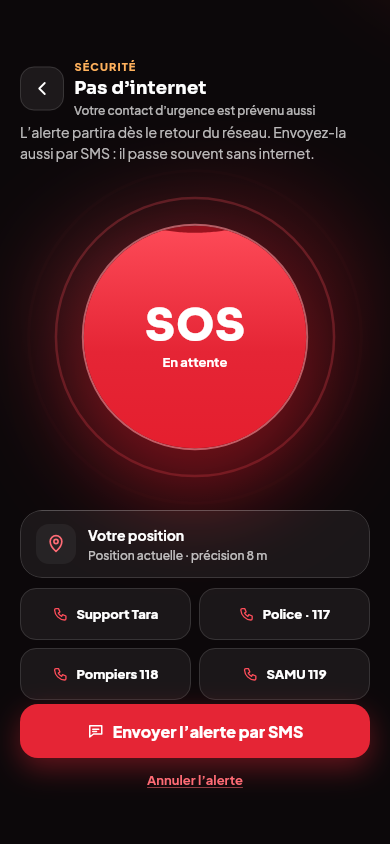 SÉCURITÉ
Pas d’internet
Votre contact d’urgence est prévenu aussi
L’alerte partira dès le retour du réseau. Envoyez-la
aussi par SMS : il passe souvent sans internet.
SOS
En attente
Votre position
Position actuelle · précision 8 m
Support Tara
Police · 117
Pompiers 118
SAMU 119
Envoyer l’alerte par SMS
Annuler l’alerte